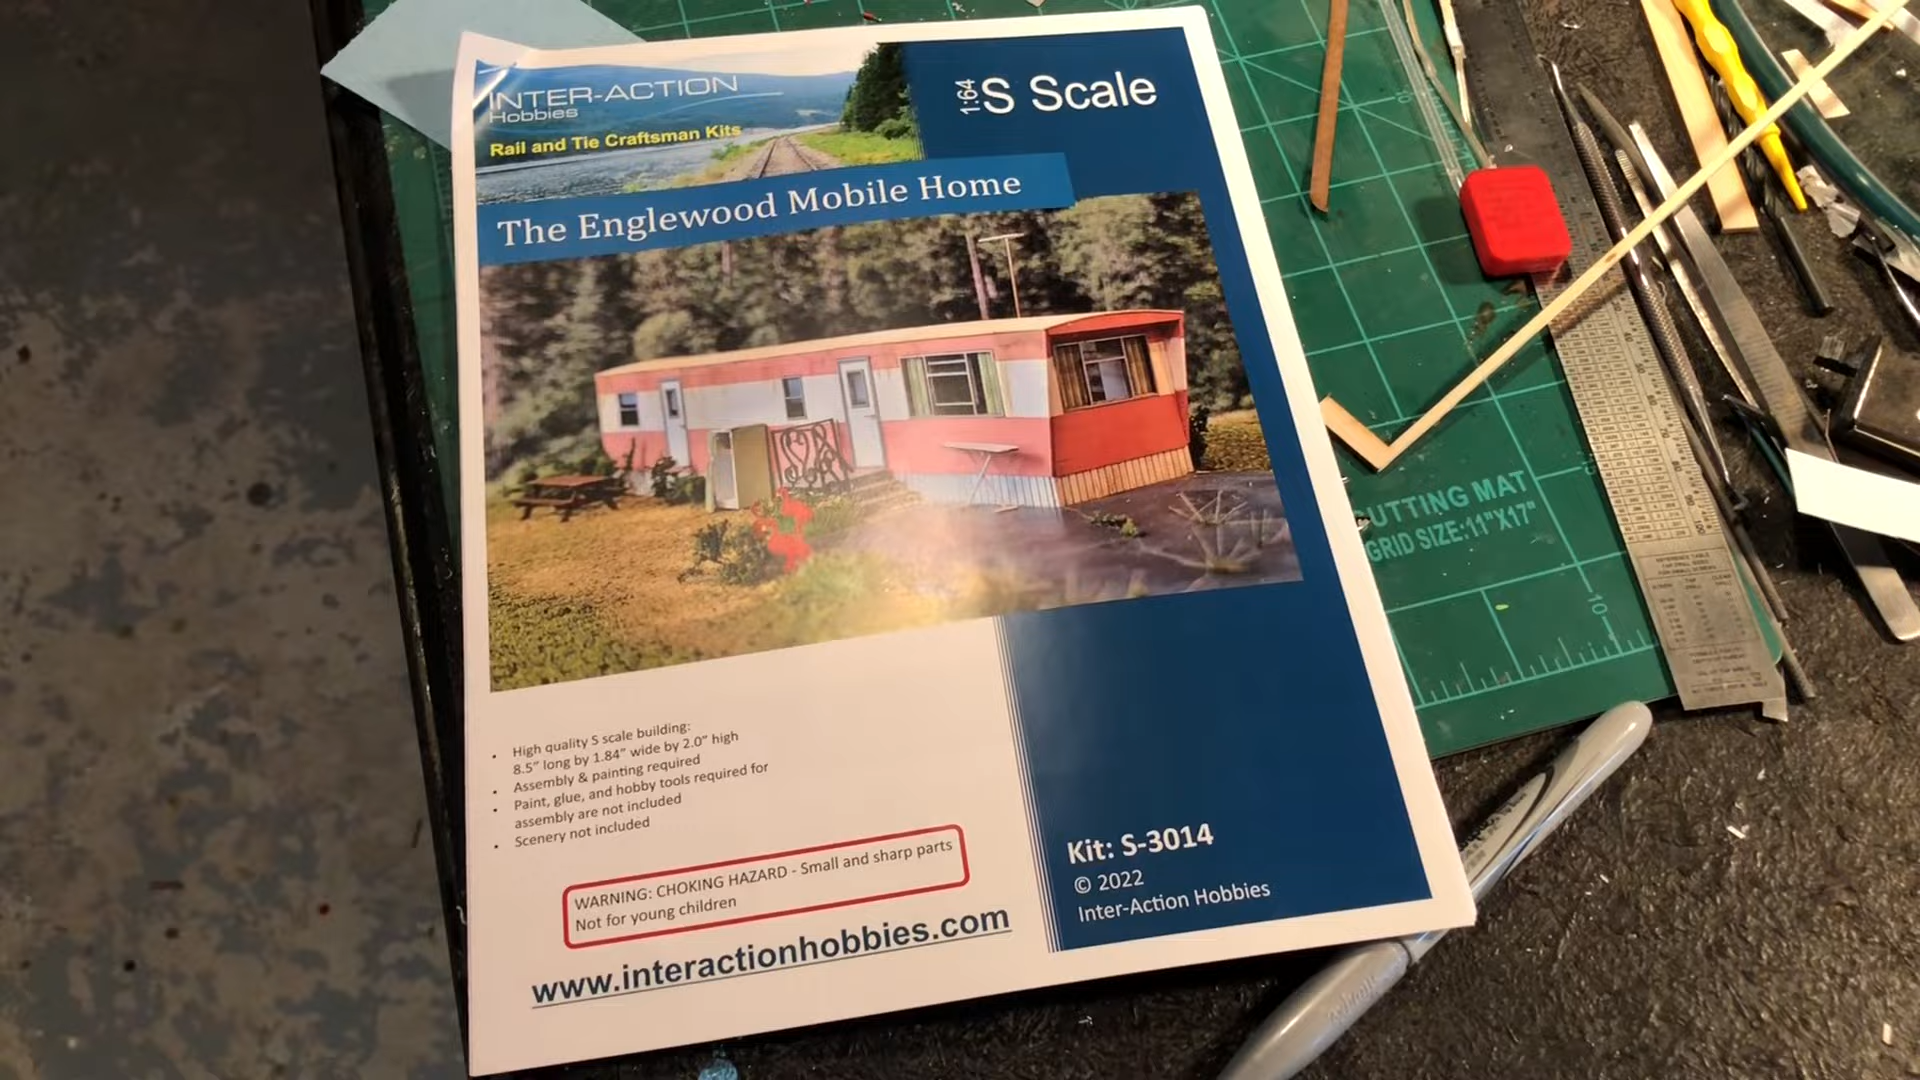 INTER-ACTION
Hobbies
Rail and Tie Craftsman Kits
1:64 S Scale
The Englewood Mobile Home
• High quality S scale building:
8.5" long by 1.84" wide by 2.0" high
• Assembly & painting required
• Paint, glue, and hobby tools required for
assembly are not included
• Scenery not included
WARNING: CHOKING HAZARD - Small and sharp parts
Not for young children
www.interactionhobbies.com
Kit: S-3014
© 2022
Inter-Action Hobbies
CUTTING MAT
GRID SIZE:11"X17"
10